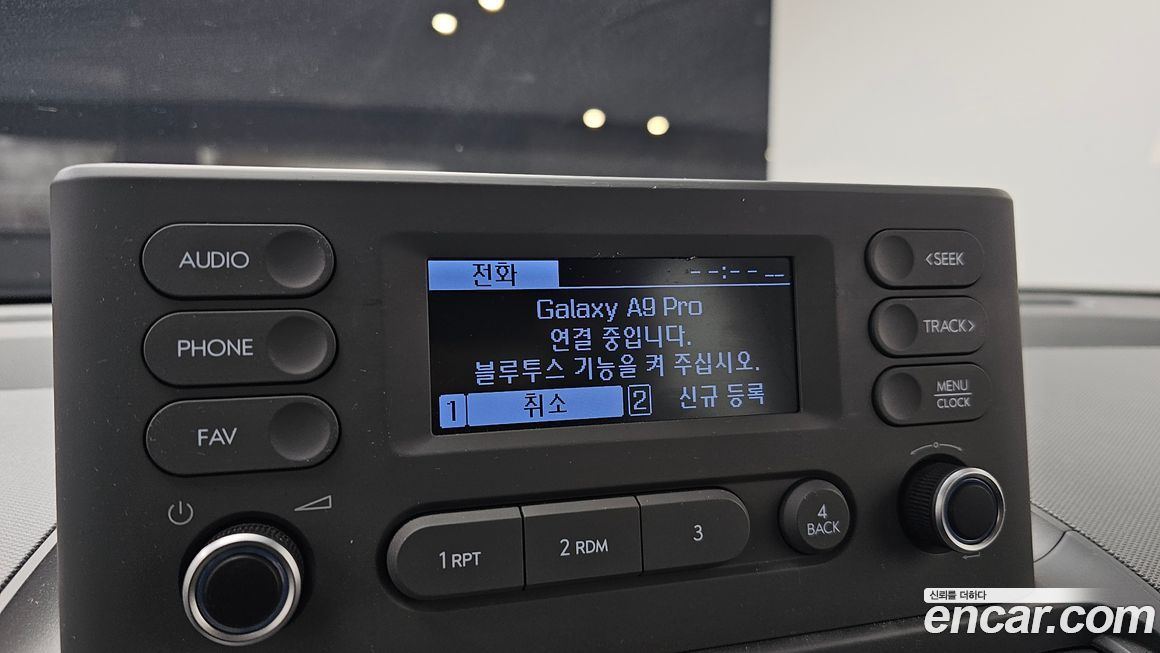 AUDIO
PHONE
FAV
전화 --:-- __
Galaxy A9 Pro
연결 중입니다.
블루투스 기능을 켜 주십시오.
1 취소 2 신규 등록
<SEEK
TRACK>
MENU
CLOCK
1 RPT
2 RDM
3
4
BACK
신뢰를 더하다
encar.com